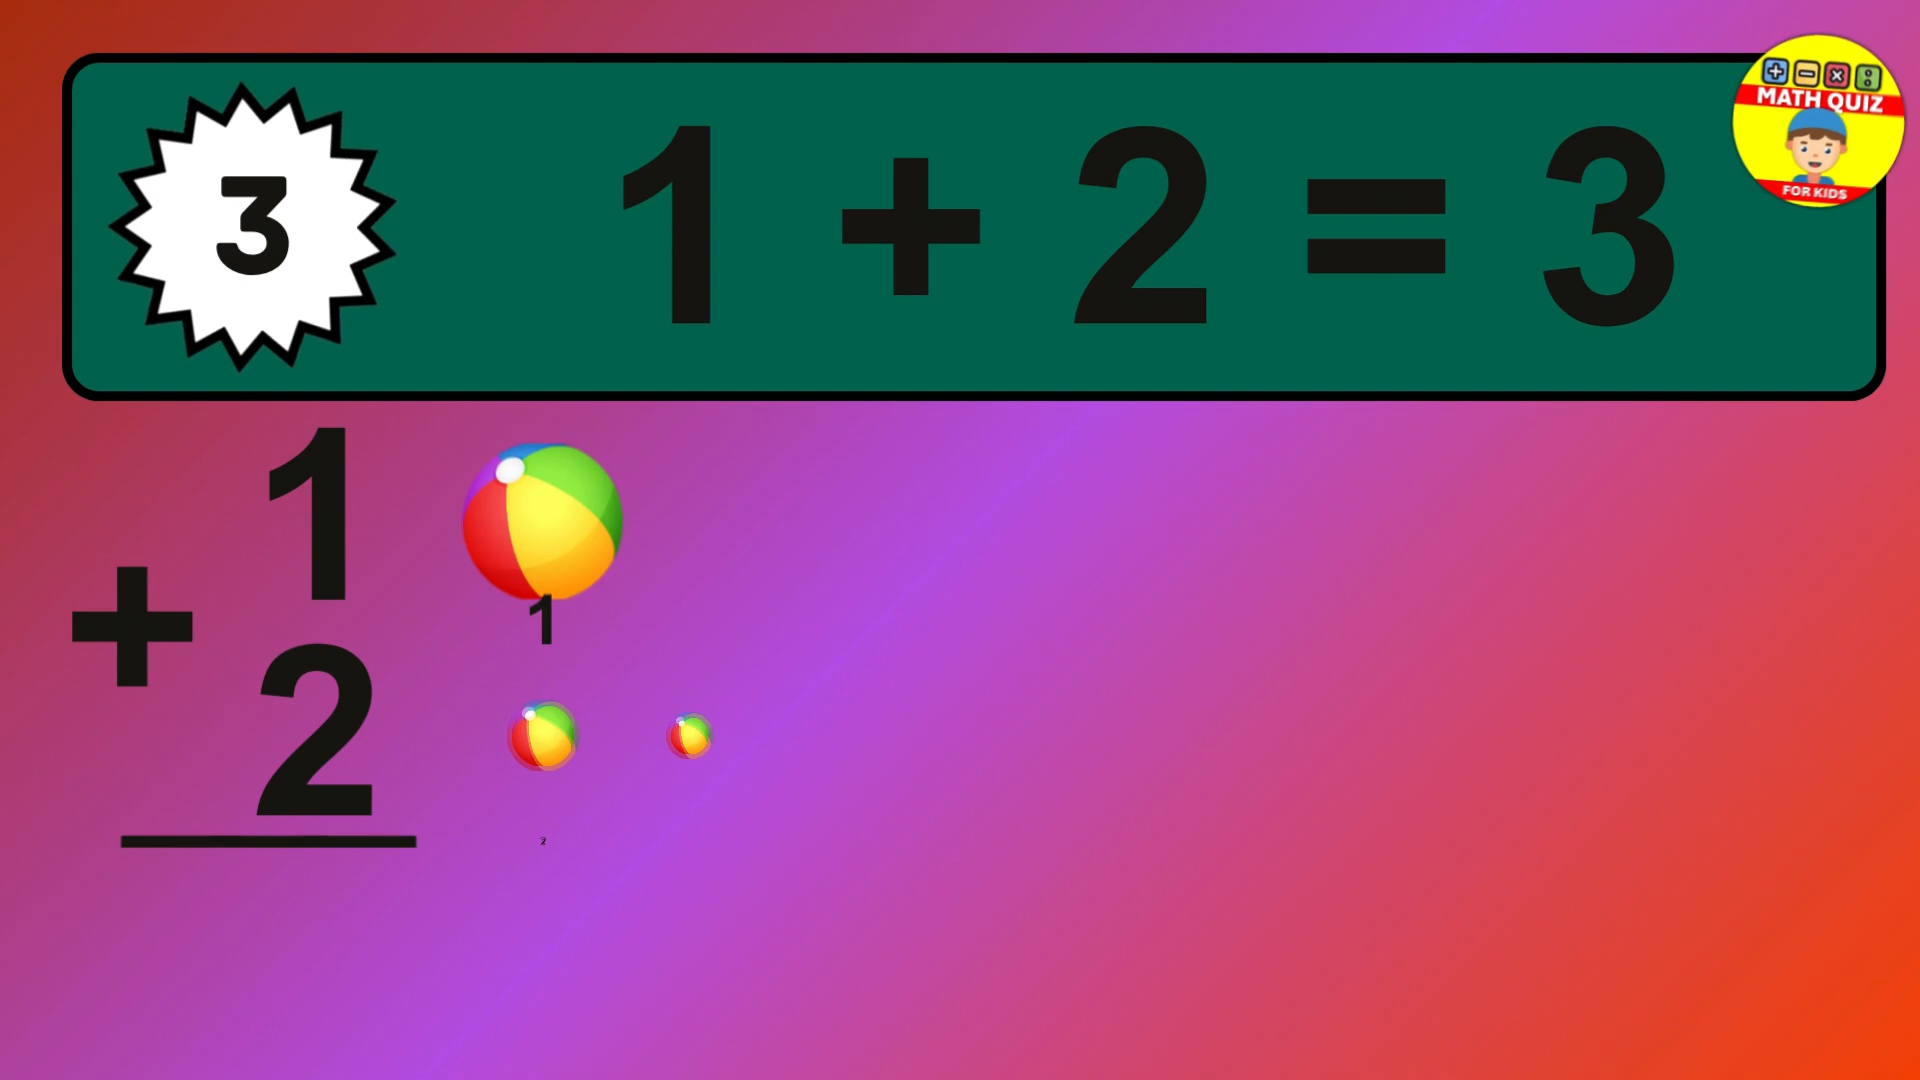 3
1 + 2 = 3
+ - × ÷
MATH QUIZ
FOR KIDS
1
1
+
2
2